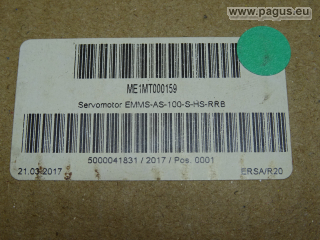 www.pagus.eu
ME1MT000159
Servomotor EMMS-AS-100-S-HS-RRB
5000041831 / 2017 / Pos. 0001
21.03.2017
ERSA/R20